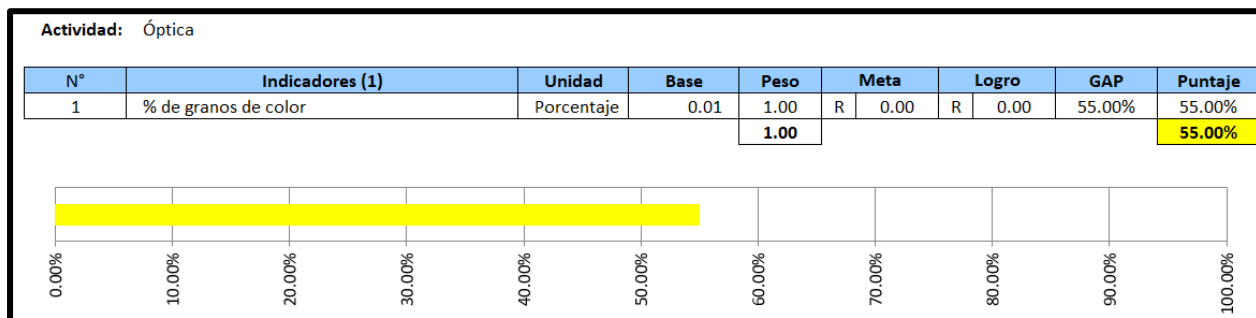 Actividad: Óptica
N° Indicadores (1) Unidad Base Peso Meta Logro GAP Puntaje
1 % de granos de color Porcentaje 0.01 1.00 R 0.00 R 0.00 55.00% 55.00%
1.00 55.00%
0.00% 10.00% 20.00% 30.00% 40.00% 50.00% 60.00% 70.00% 80.00% 90.00% 100.00%